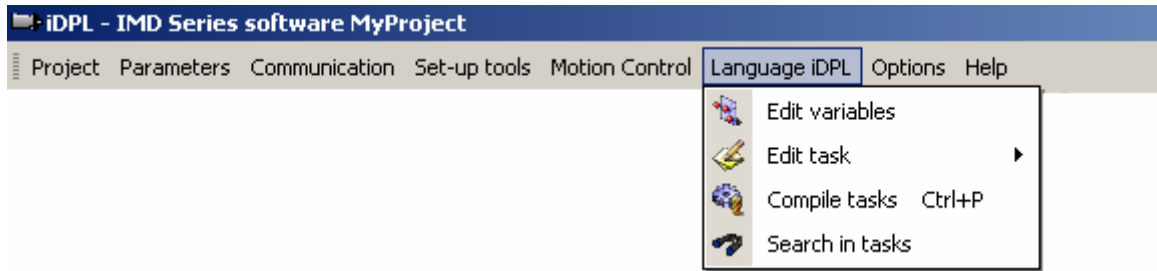 iDPL - IMD Series software MyProject
Project Parameters Communication Set-up tools Motion Control Language iDPL Options Help
Edit variables
Edit task
Compile tasks Ctrl+P
Search in tasks